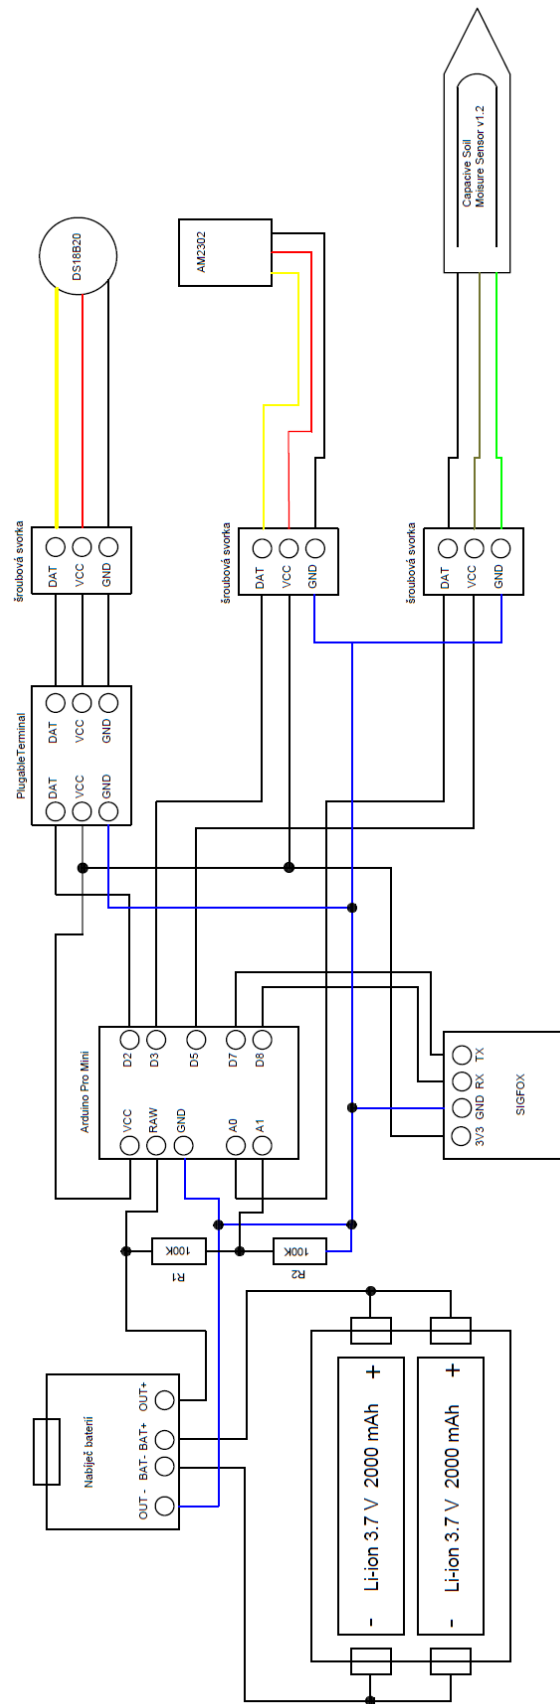 Capacive Soil
Moisure Sensor v1.2
DS18B20
AM2302
šroubová svorka
DAT
VCC
GND
šroubová svorka
DAT
VCC
GND
šroubová svorka
DAT
VCC
GND
PlugableTerminal
DAT
VCC
GND
DAT
VCC
GND
Arduino Pro Mini
D2
D3
D5
D7
D8
VCC
RAW
GND
A0
A1
SIGFOX
3V3
GND
RX
TX
100K
R1
100K
R2
Nabíječ baterií
OUT -
BAT-
BAT+
OUT+
- Li-ion 3.7 V 2000 mAh +
- Li-ion 3.7 V 2000 mAh +